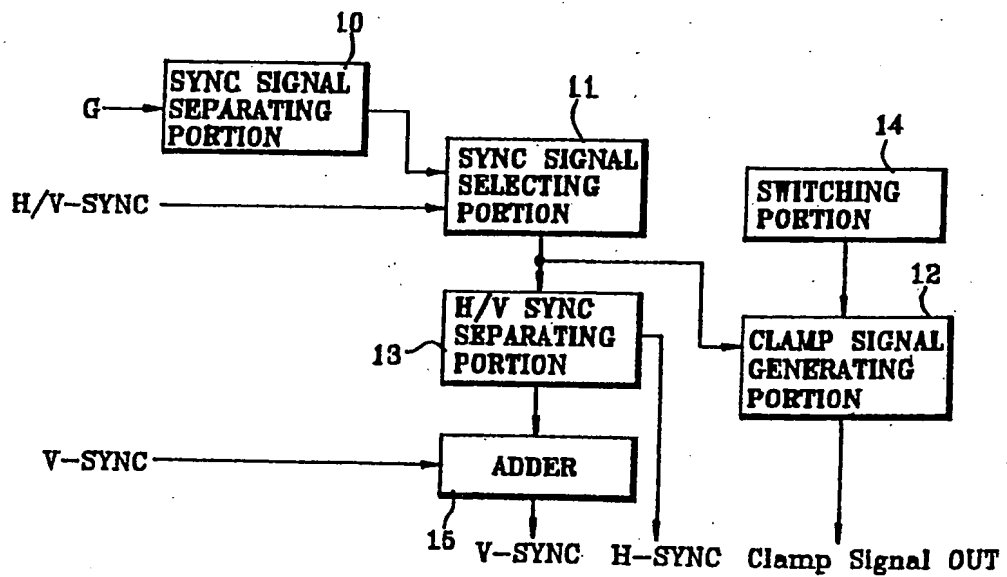 10
SYNC SIGNAL
SEPARATING
PORTION
G
11
SYNC SIGNAL
SELECTING
PORTION
H/V-SYNC
14
SWITCHING
PORTION
12
H/V SYNC
SEPARATING
PORTION
13
CLAMP SIGNAL
GENERATING
PORTION
V-SYNC
ADDER
15
V-SYNC
H-SYNC
Clamp Signal OUT